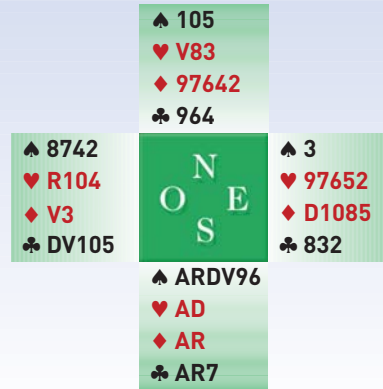 ♠ 105
♥ V83
♦ 97642
♣ 964
♠ 8742
♥ R104
♦ V3
♣ DV105
N
O E
S
♠ 3
♥ 97652
♦ D1085
♣ 832
♠ ARDV96
♥ AD
♦ AR
♣ AR7